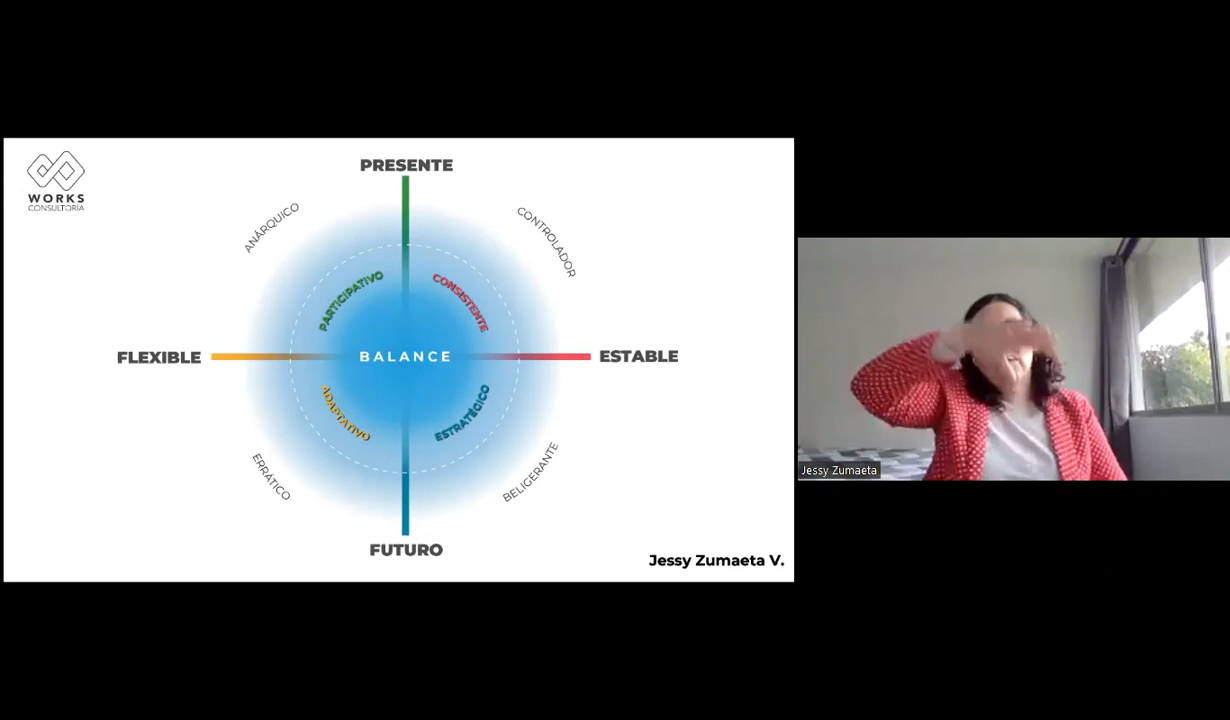 WORKS
CONSULTORÍA
PRESENTE
ANÁRQUICO
CONTROLADOR
PARTICIPATIVO
CONSISTENTE
FLEXIBLE
BALANCE
ESTABLE
ADAPTATIVO
ESTRATÉGICO
ERRÁTICO
BELIGERANTE
FUTURO
Jessy Zumaeta V.
Jessy Zumaeta